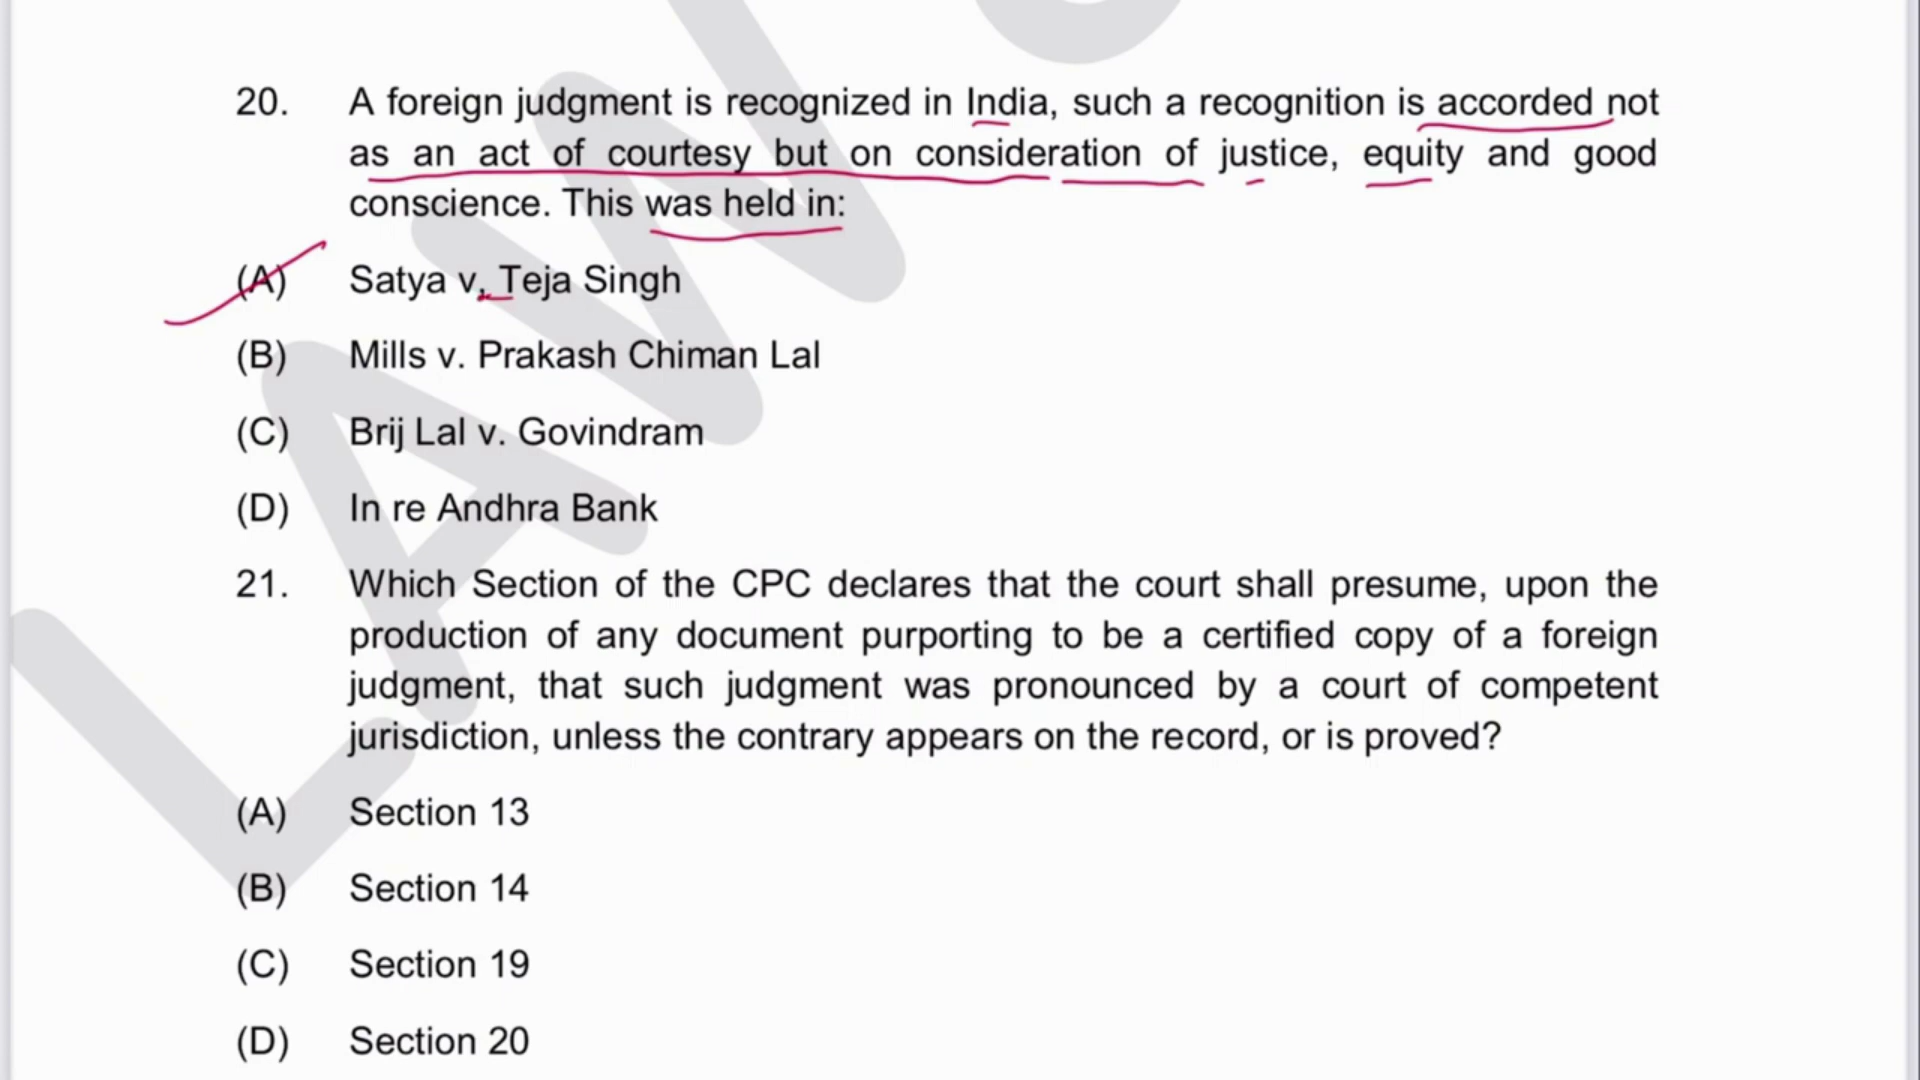 20. A foreign judgment is recognized in India, such a recognition is accorded not
as an act of courtesy but on consideration of justice, equity and good
conscience. This was held in:
(A) Satya v. Teja Singh
(B) Mills v. Prakash Chiman Lal
(C) Brij Lal v. Govindram
(D) In re Andhra Bank
21. Which Section of the CPC declares that the court shall presume, upon the
production of any document purporting to be a certified copy of a foreign
judgment, that such judgment was pronounced by a court of competent
jurisdiction, unless the contrary appears on the record, or is proved?
(A) Section 13
(B) Section 14
(C) Section 19
(D) Section 20
LAW